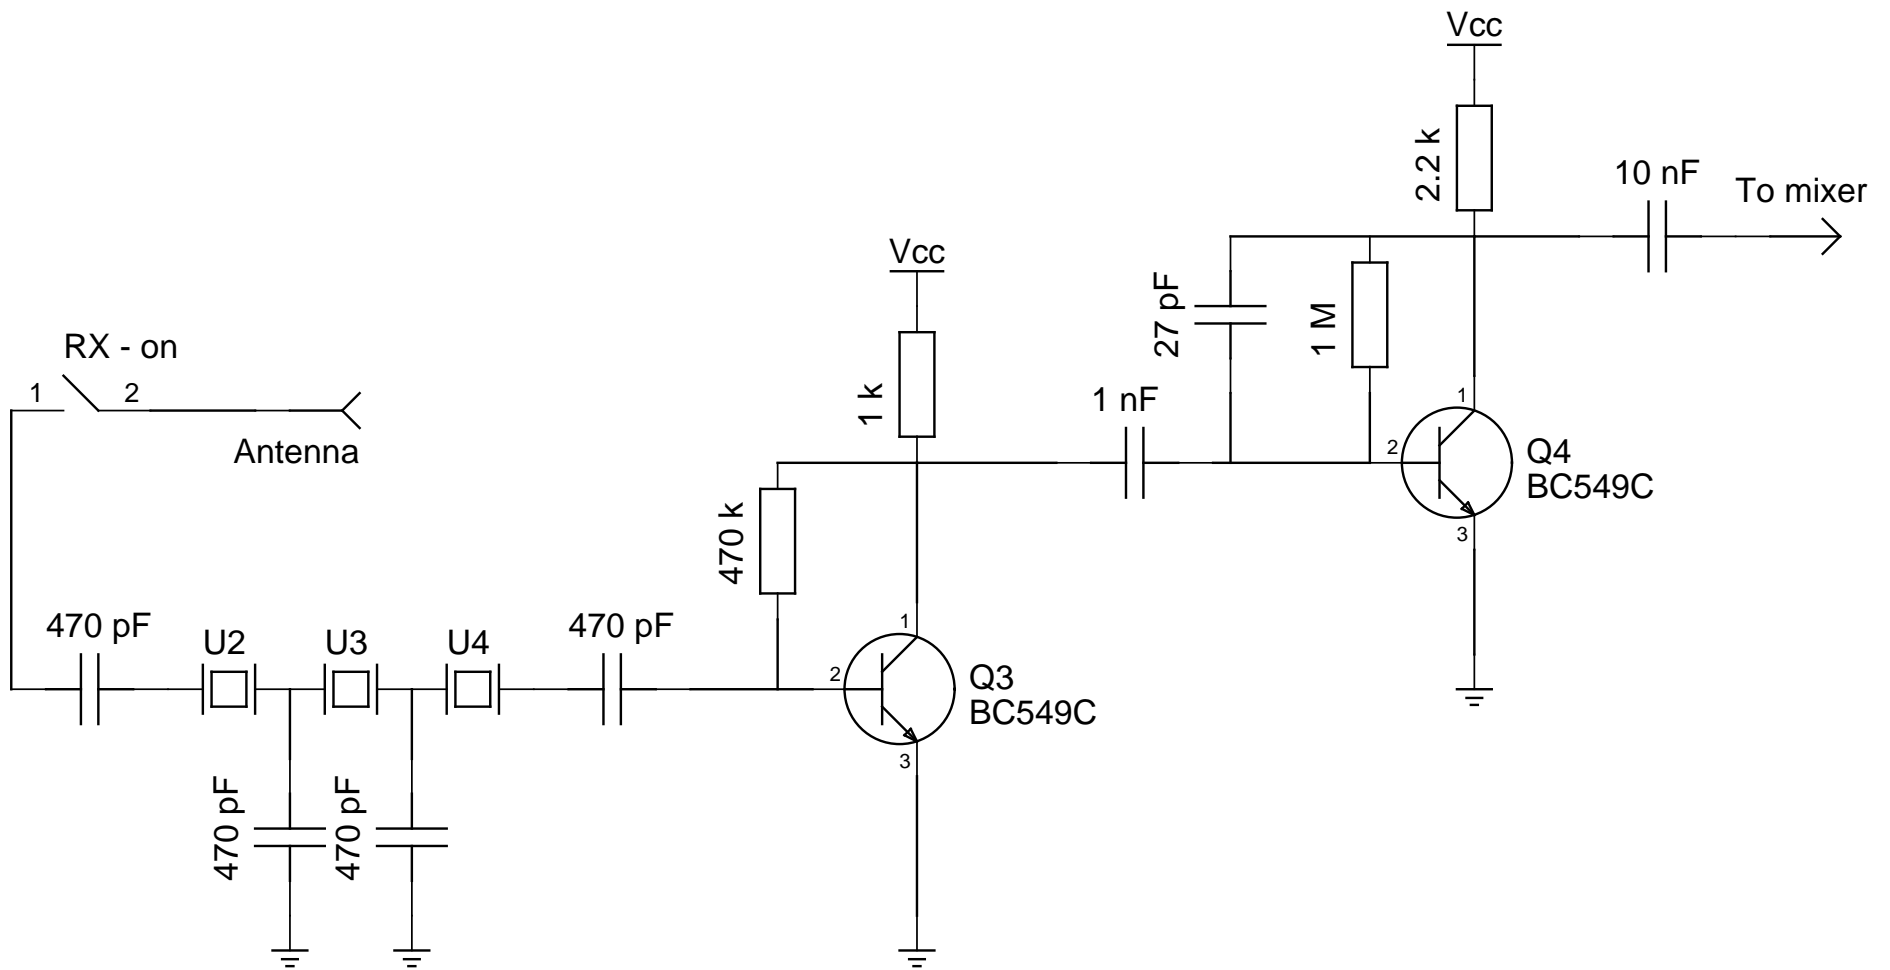 Vcc
2.2 k
10 nF
To mixer
Vcc
27 pF
1 M
RX - on
1
2
Antenna
1 k
1 nF
1
2
Q4
BC549C
3
470 k
470 pF
U2
U3
U4
470 pF
1
2
Q3
BC549C
3
470 pF
470 pF